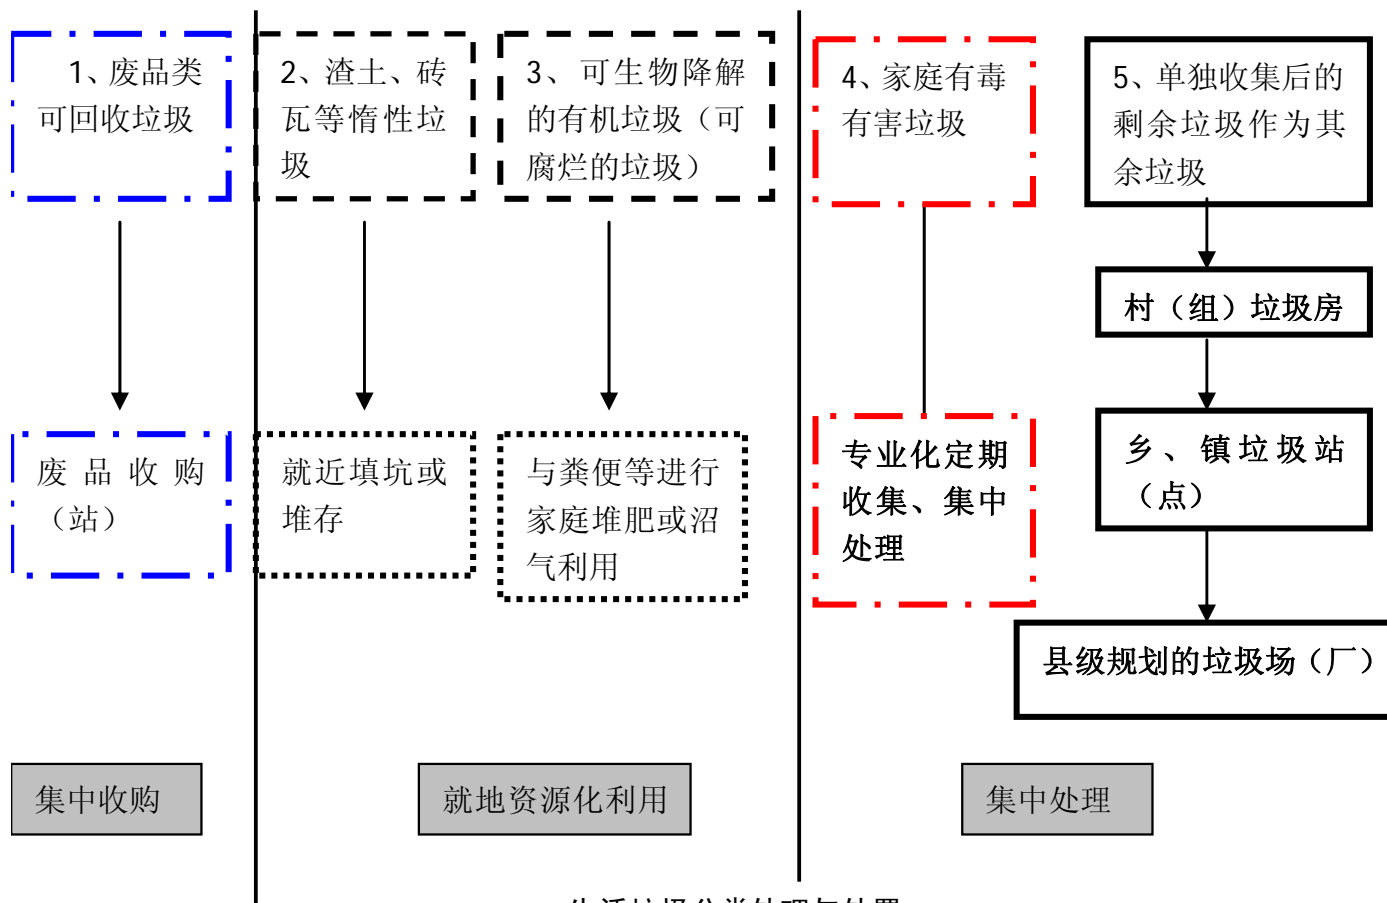 1、废品类
可回收垃圾
2、渣土、砖
瓦等惰性垃
圾
3、可生物降解
的有机垃圾（可
腐烂的垃圾）
4、家庭有毒
有害垃圾
5、单独收集后的
剩余垃圾作为其
余垃圾
村（组）垃圾房
废品收购
（站）
就近填坑或
堆存
与粪便等进行
家庭堆肥或沼
气利用
专业化定期
收集、集中
处理
乡、镇垃圾站
（点）
县级规划的垃圾场（厂）
集中收购
就地资源化利用
集中处理